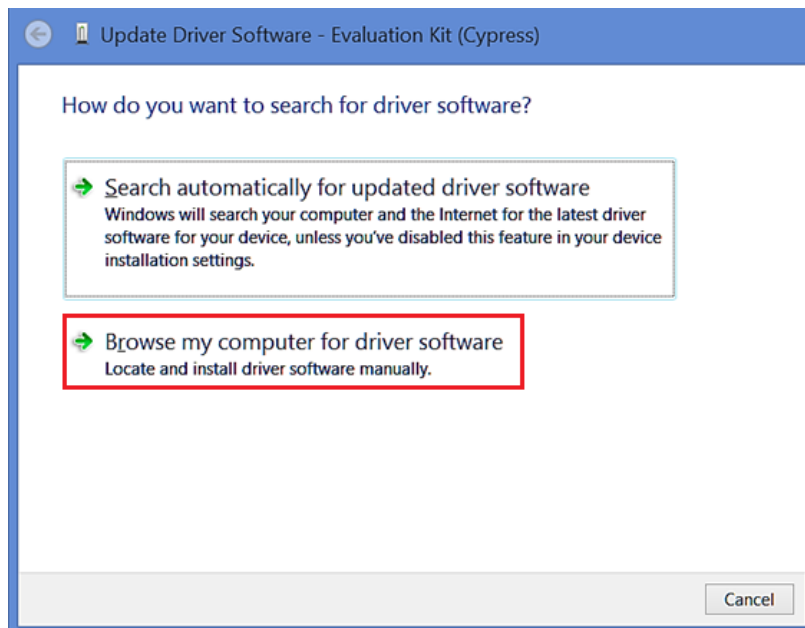 Update Driver Software - Evaluation Kit (Cypress)
How do you want to search for driver software?
Search automatically for updated driver software
Windows will search your computer and the Internet for the latest driver
software for your device, unless you've disabled this feature in your device
installation settings.
Browse my computer for driver software
Locate and install driver software manually.
Cancel